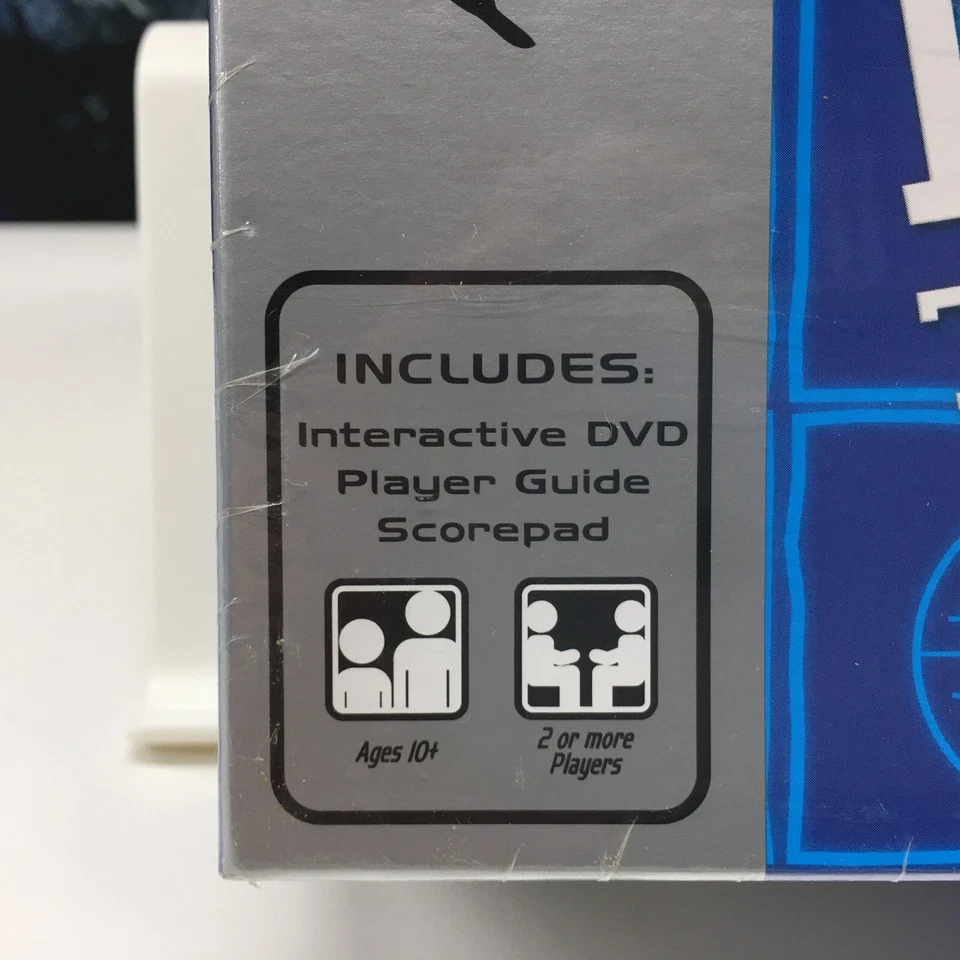 INCLUDES:
Interactive DVD
Player Guide
Scorepad
Ages 10+
2 or more
Players